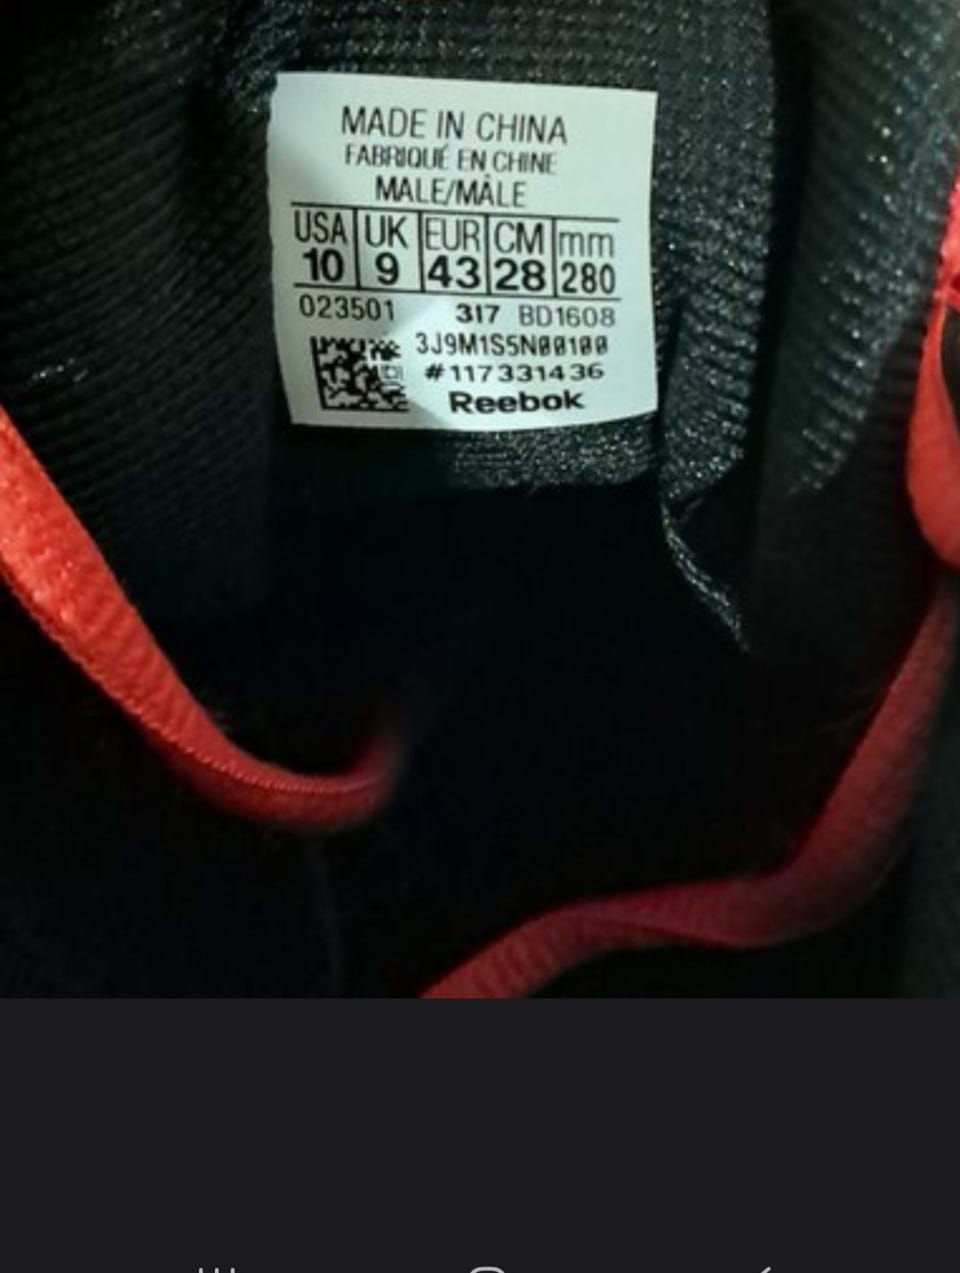 MADE IN CHINA
FABRIQUÉ EN CHINE
MALE/MÂLE
USA UK EUR CM mm
10 9 43 28 280
023501 317 BD1608
3J9M1S5N00100
#117331436
Reebok